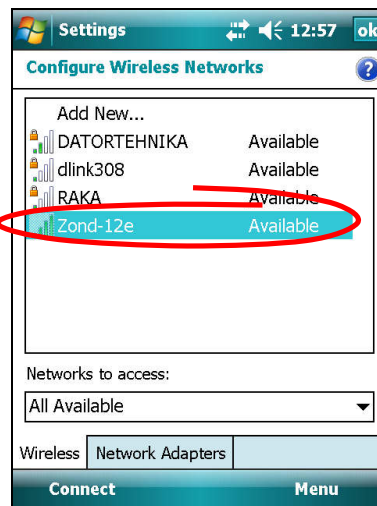 Settings 12:57 ok
Configure Wireless Networks
Add New...
DATORTEHNIKA Available
dlink308 Available
RAKA Available
Zond-12e Available
Networks to access:
All Available
Wireless Network Adapters
Connect Menu